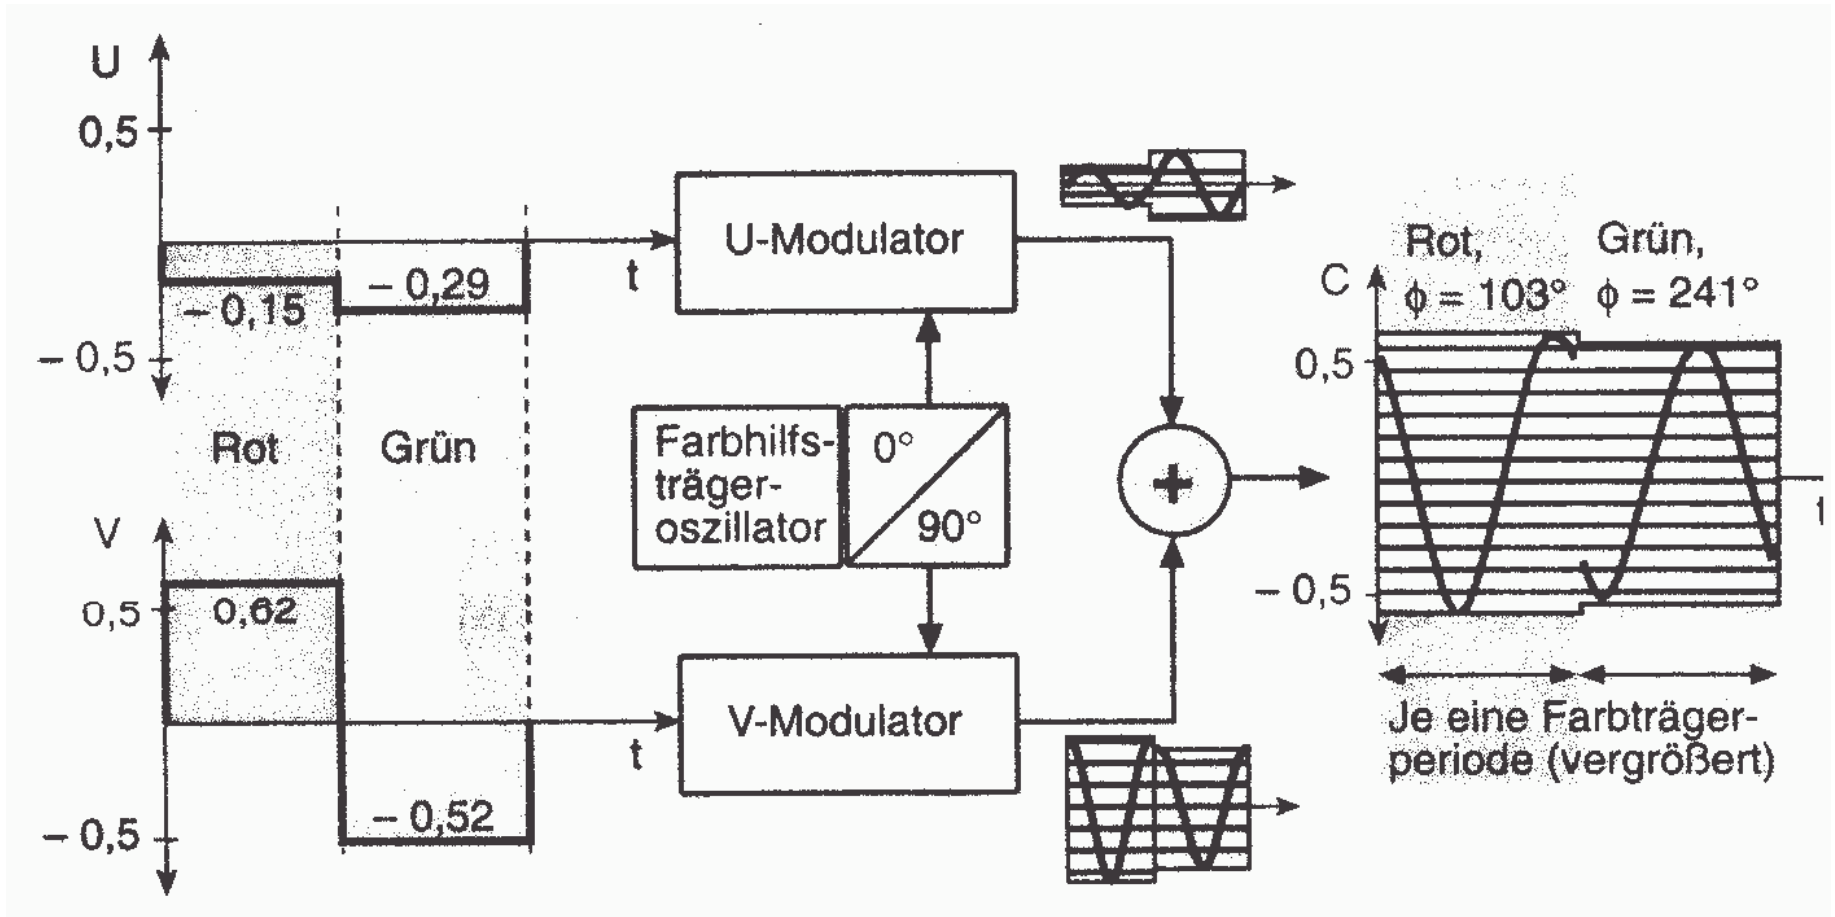 U
0,5
– 0,29
– 0,15
t
– 0,5
Rot
Grün
V
0,5
0,62
t
– 0,52
– 0,5
U-Modulator
Farbhilfs-
träger-
oszillator
0°
90°
V-Modulator
+
Rot,
ϕ = 103°
Grün,
ϕ = 241°
C
0,5
– 0,5
t
Je eine Farbträger-
periode (vergrößert)